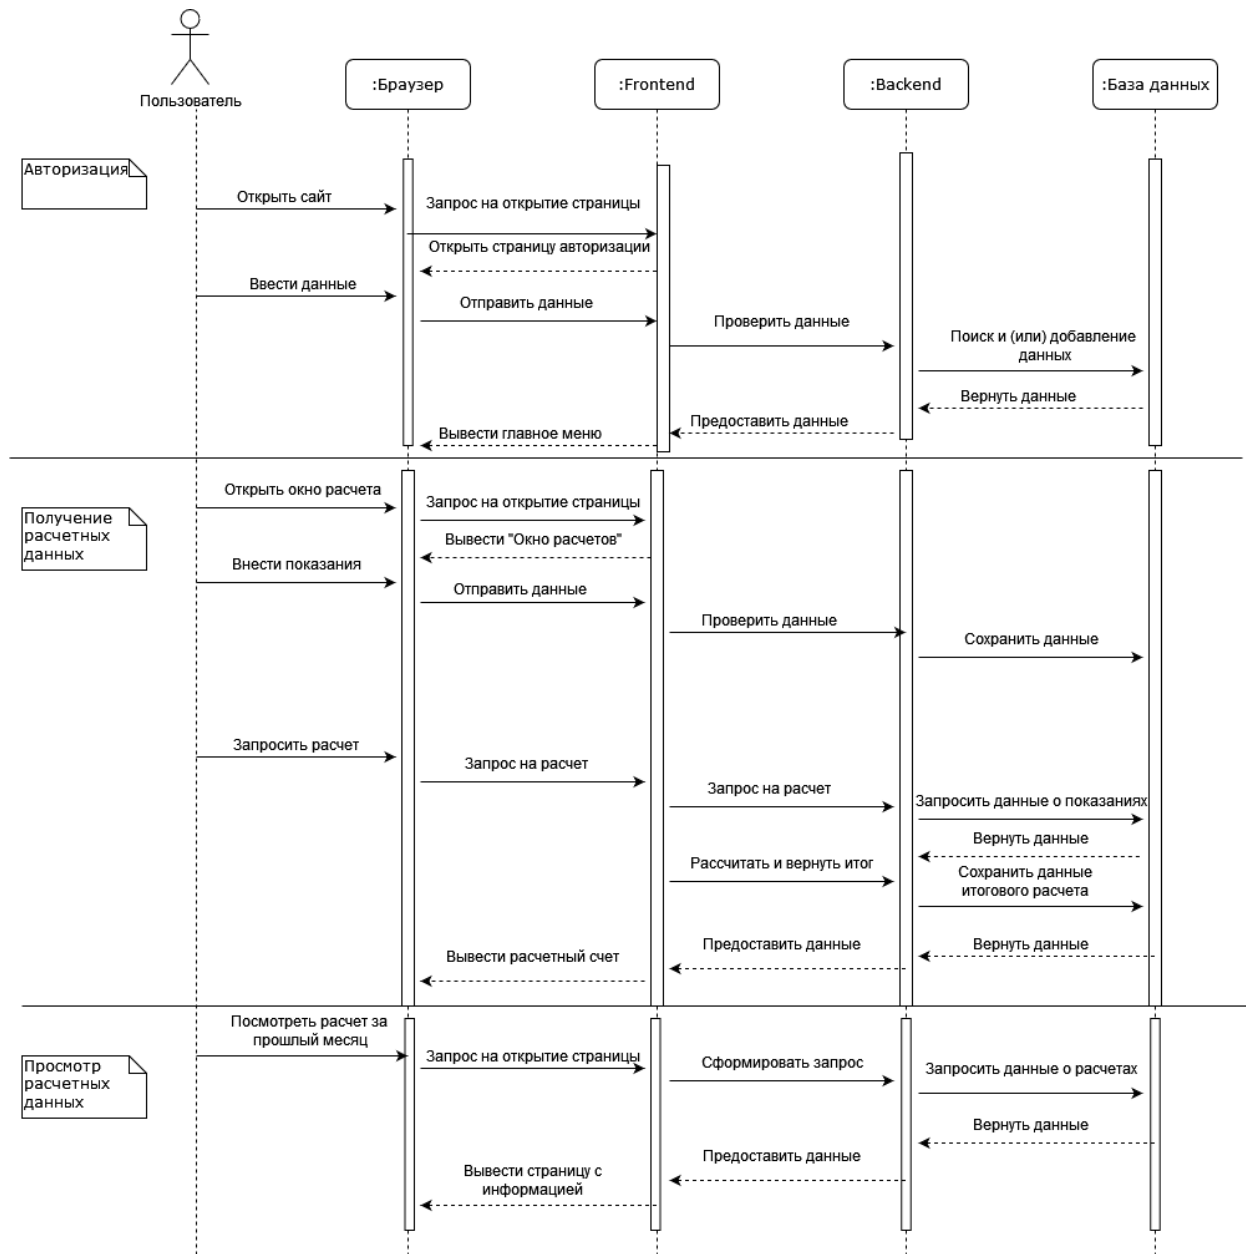 Пользователь
:Браузер
:Frontend
:Backend
:База данных
Авторизация
Открыть сайт
Запрос на открытие страницы
Открыть страницу авторизации
Ввести данные
Отправить данные
Проверить данные
Поиск и (или) добавление
данных
Вернуть данные
Предоставить данные
Вывести главное меню
Получение
расчетных
данных
Открыть окно расчета
Запрос на открытие страницы
Вывести "Окно расчетов"
Внести показания
Отправить данные
Проверить данные
Сохранить данные
Запросить расчет
Запрос на расчет
Запрос на расчет
Запросить данные о показаниях
Вернуть данные
Рассчитать и вернуть итог
Сохранить данные
итогового расчета
Вернуть данные
Предоставить данные
Вывести расчетный счет
Просмотр
расчетных
данных
Посмотреть расчет за
прошлый месяц
Запрос на открытие страницы
Сформировать запрос
Запросить данные о расчетах
Вернуть данные
Предоставить данные
Вывести страницу с
информацией